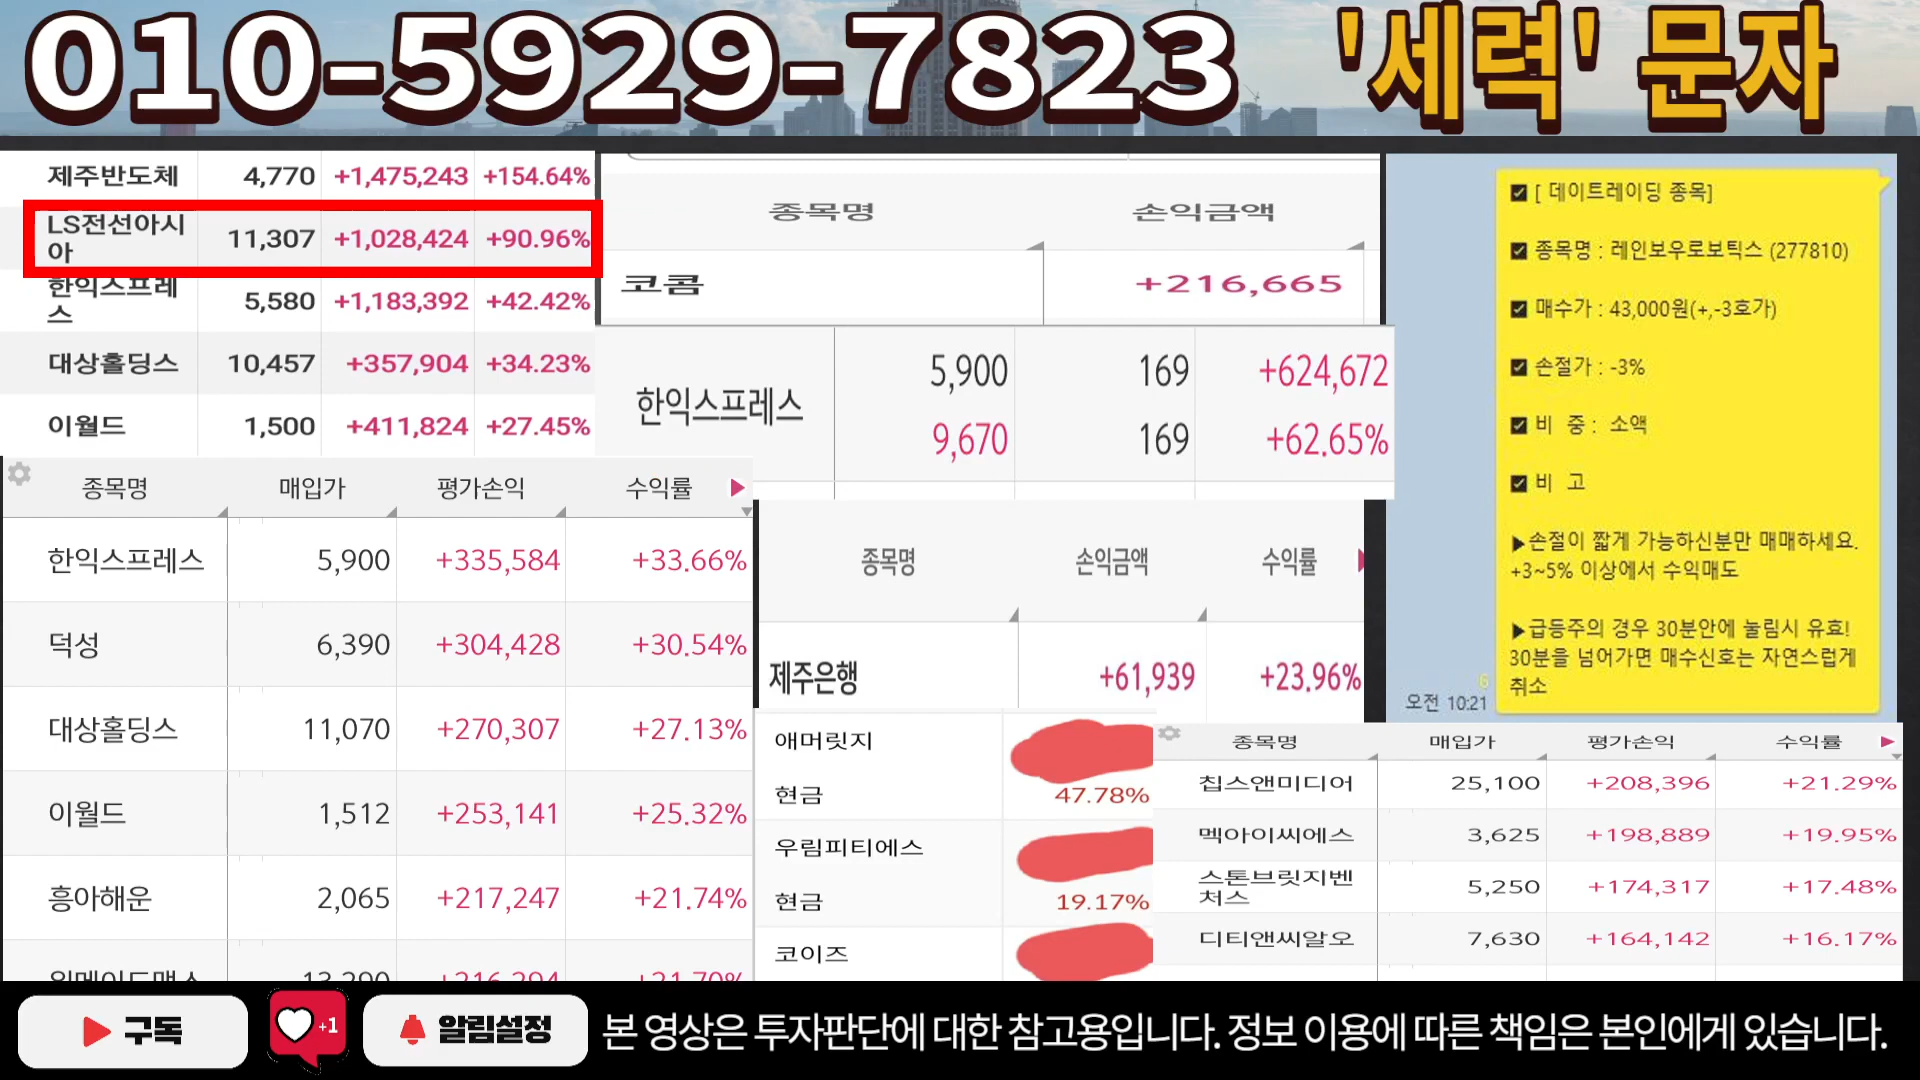 010-5929-7823 '세력' 문자
제주반도체 4,770 +1,475,243 +154.64%
LS전선아시아 11,307 +1,028,424 +90.96%
한익스프레스 5,580 +1,183,392 +42.42%
대상홀딩스 10,457 +357,904 +34.23%
이월드 1,500 +411,824 +27.45%
종목명 손익금액
코콤 +216,665
한익스프레스 5,900 169 +624,672
9,670 169 +62.65%
[ 데이트레이딩 종목]
종목명 : 레인보우로보틱스 (277810)
매수가 : 43,000원(+,-3호가)
손절가 : -3%
비 중 : 소액
비 고
▶손절이 짧게 가능하신분만 매매하세요.
+3~5% 이상에서 수익매도
▶급등주의 경우 30분안에 눌림시 유효!
30분을 넘어가면 매수신호는 자연스럽게
취소
6
오전 10:21
종목명 매입가 평가손익 수익률
한익스프레스 5,900 +335,584 +33.66%
덕성 6,390 +304,428 +30.54%
대상홀딩스 11,070 +270,307 +27.13%
이월드 1,512 +253,141 +25.32%
흥아해운 2,065 +217,247 +21.74%
종목명 손익금액 수익률
제주은행 +61,939 +23.96%
애머릿지
현금 47.78%
우림피티에스
현금 19.17%
코이즈
종목명 매입가 평가손익 수익률
칩스앤미디어 25,100 +208,396 +21.29%
멕아이씨에스 3,625 +198,889 +19.95%
스톤브릿지벤처스 5,250 +174,317 +17.48%
디티앤씨알오 7,630 +164,142 +16.17%
구독 +1 알림설정 본 영상은 투자판단에 대한 참고용입니다. 정보 이용에 따른 책임은 본인에게 있습니다.